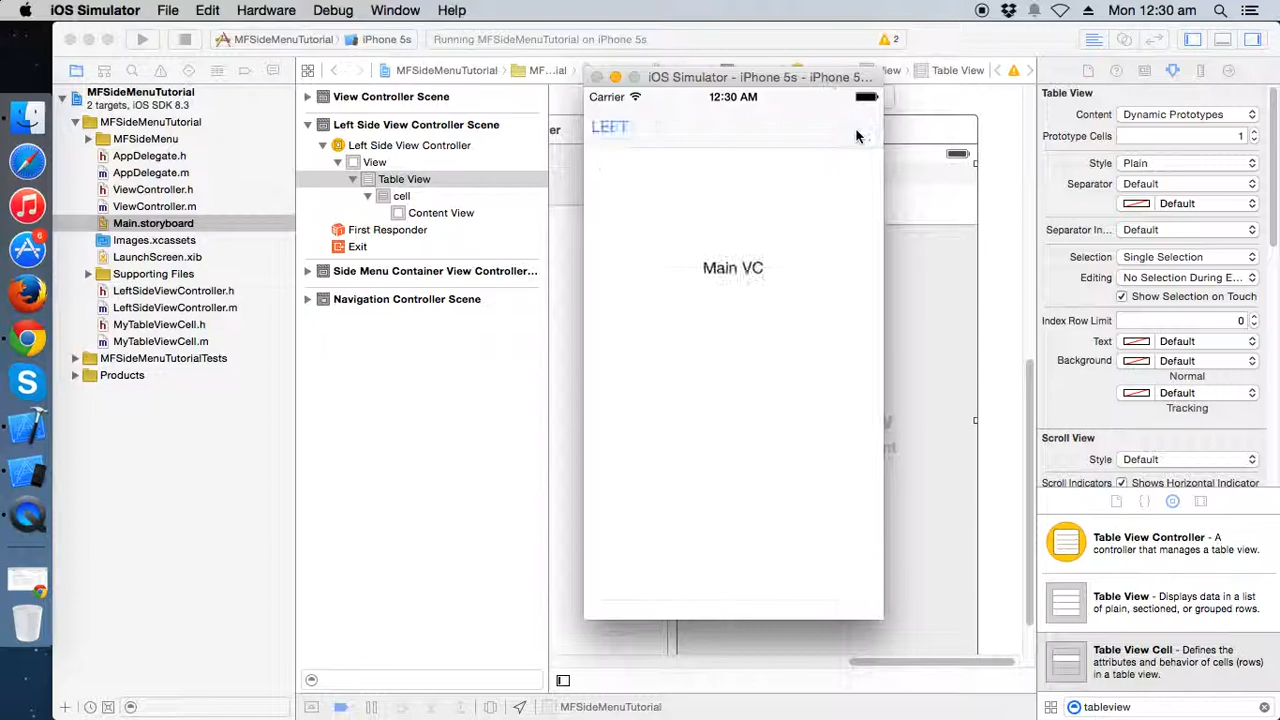 iOS Simulator File Edit Hardware Debug Window Help Mon 12:30 am
MFSideMenuTutorial iPhone 5s Running MFSideMenuTutorial on iPhone 5s 2
MFSideMenuTutorial MF...ial iew Table View
iOS Simulator - iPhone 5s - iPhone 5...
MFSideMenuTutorial
2 targets, iOS SDK 8.3
MFSideMenuTutorial
MFSideMenu
AppDelegate.h
AppDelegate.m
ViewController.h
ViewController.m
Main.storyboard
Images.xcassets
LaunchScreen.xib
Supporting Files
LeftSideViewController.h
LeftSideViewController.m
MyTableViewCell.h
MyTableViewCell.m
MFSideMenuTutorialTests
Products
View Controller Scene
Left Side View Controller Scene
Left Side View Controller
View
Table View
cell
Content View
First Responder
Exit
Side Menu Container View Controller...
Navigation Controller Scene
Carrier 12:30 AM
LEFT
Main VC
Table View
Content Dynamic Prototypes
Prototype Cells 1
Style Plain
Separator Default
Default
Separator In... Default
Selection Single Selection
Editing No Selection During E...
Show Selection on Touch
Index Row Limit 0
Text Default
Background Default
Normal
Default
Tracking
Scroll View
Style Default
Scroll Indicators Shows Horizontal Indicator
Table View Controller - A
controller that manages a table view.
Table View - Displays data in a
list of plain, sectioned, or grouped rows.
Table View Cell - Defines the
attributes and behavior of cells (rows)
in a table view.
MFSideMenuTutorial
tableview
6